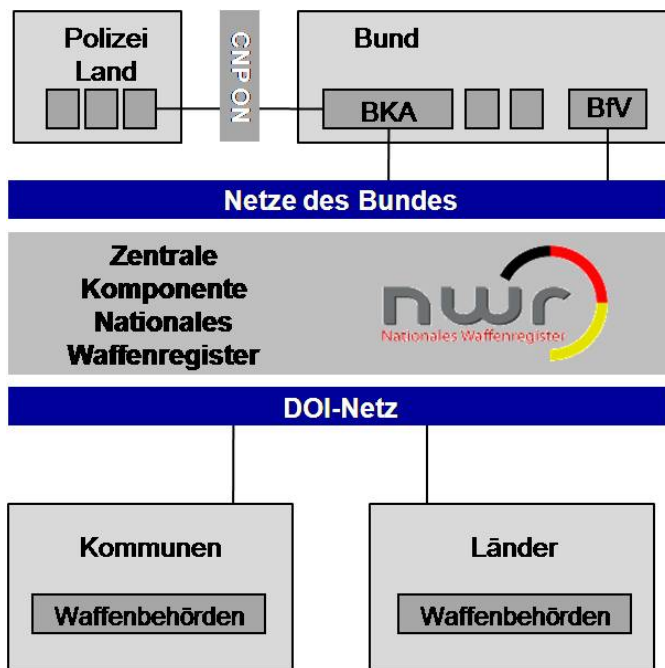 Polizei
Land
CNP ON
Bund
BKA
BfV
Netze des Bundes
Zentrale
Komponente
Nationales
Waffenregister
nwr
Nationales Waffenregister
DOI-Netz
Kommunen
Waffenbehörden
Länder
Waffenbehörden